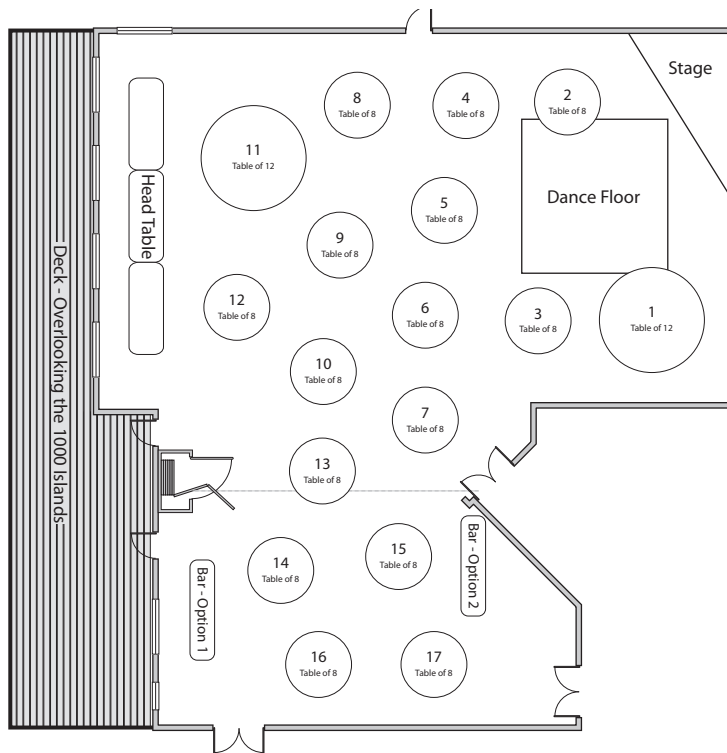 Stage
8
Table of 8
4
Table of 8
2
Table of 8
11
Table of 12
Head Table
Dance Floor
5
Table of 8
9
Table of 8
Deck - Overlooking the 1000 Islands
12
Table of 8
6
Table of 8
3
Table of 8
1
Table of 12
10
Table of 8
7
Table of 8
13
Table of 8
14
Table of 8
15
Table of 8
Bar - Option 1
Bar - Option 2
16
Table of 8
17
Table of 8